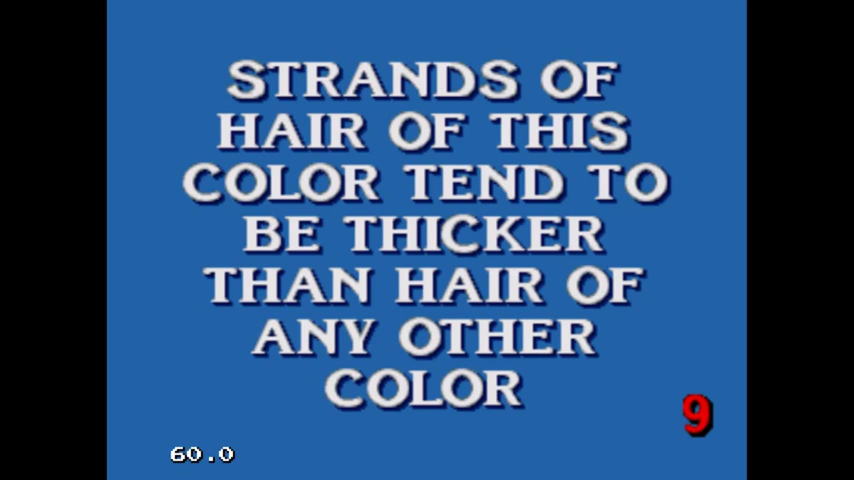 STRANDS OF
HAIR OF THIS
COLOR TEND TO
BE THICKER
THAN HAIR OF
ANY OTHER
COLOR
9
60.0